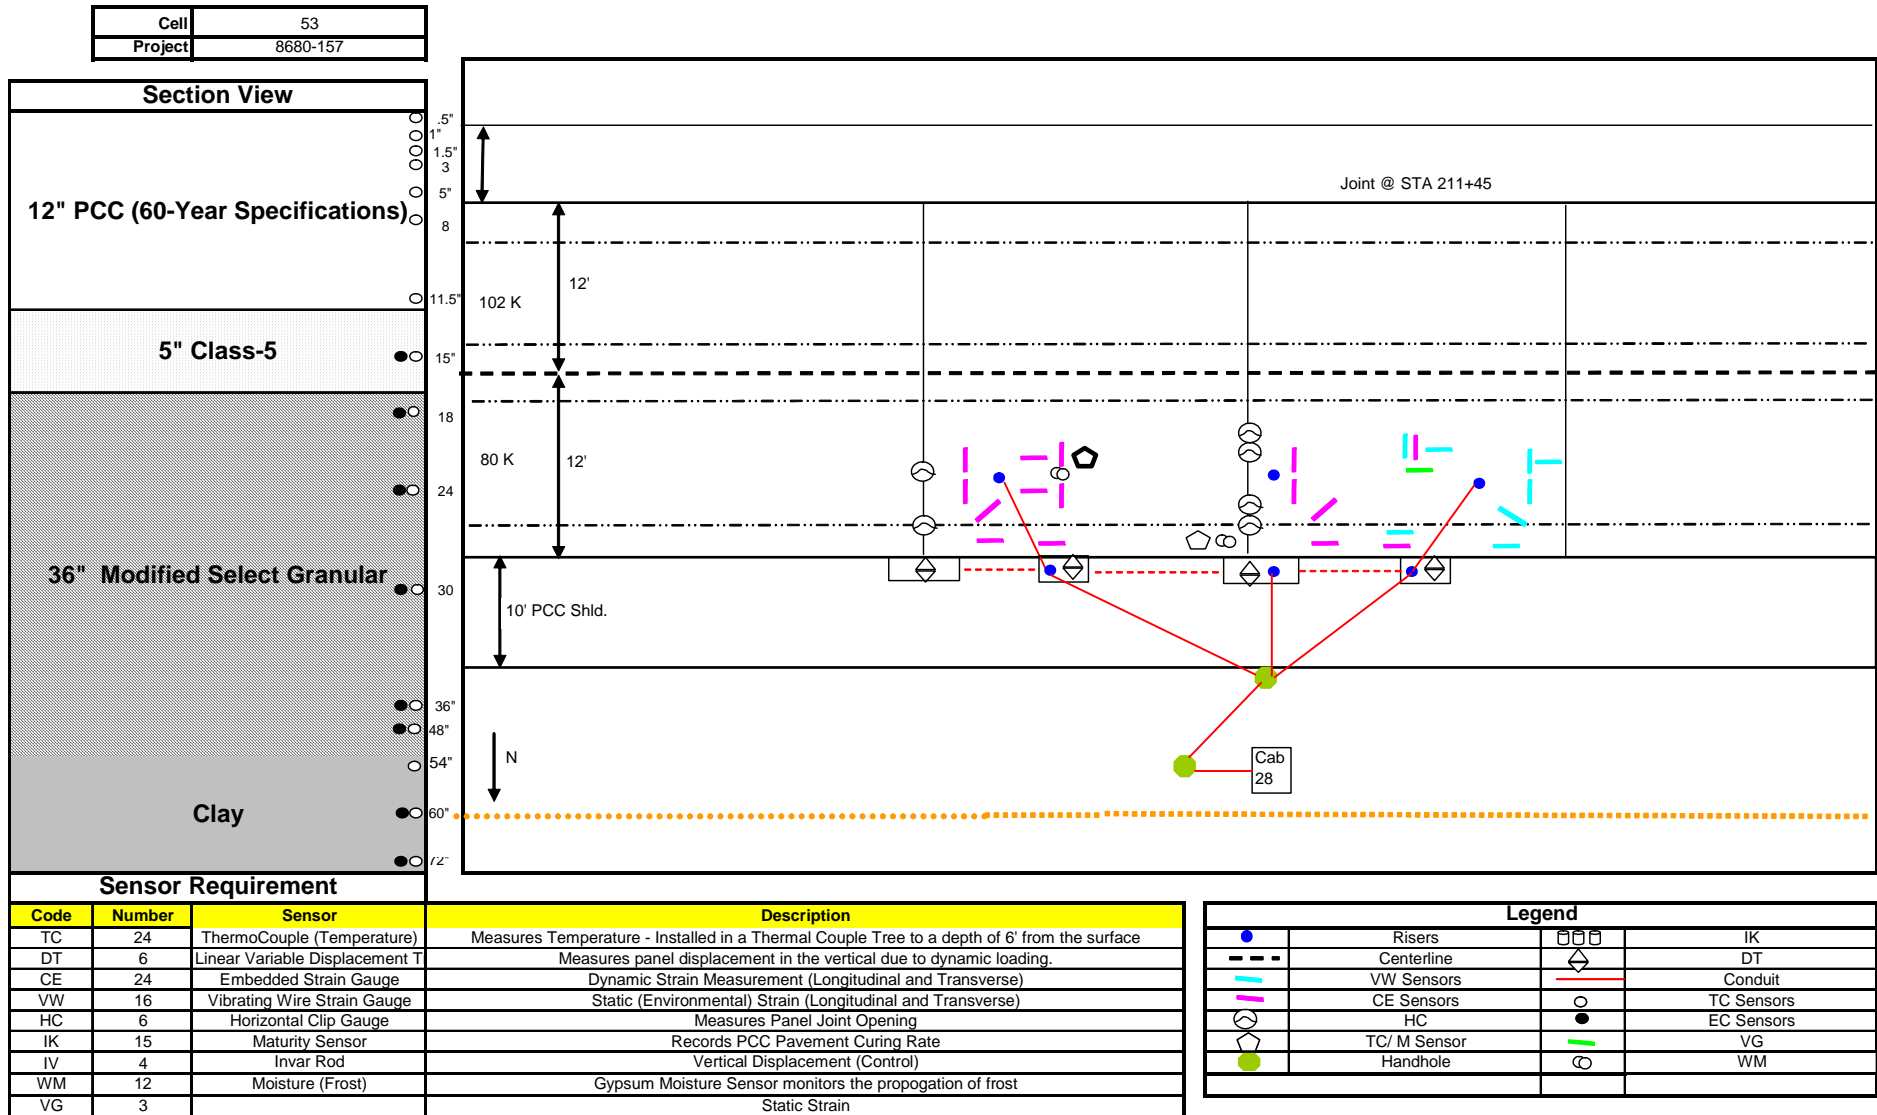 Cell 53
Project 8680-157
Section View
.5"
1"
1.5"
3
5"
12" PCC (60-Year Specifications)
8
11.5"
5" Class-5
15"
18
24
36" Modified Select Granular
30
36"
48"
54"
Clay
60"
72"
Joint @ STA 211+45
12'
102 K
80 K
12'
10' PCC Shld.
N
Cab
28
Sensor Requirement
Code Number Sensor Description
TC 24 ThermoCouple (Temperature) Measures Temperature - Installed in a Thermal Couple Tree to a depth of 6' from the surface
DT 6 Linear Variable Displacement T Measures panel displacement in the vertical due to dynamic loading.
CE 24 Embedded Strain Gauge Dynamic Strain Measurement (Longitudinal and Transverse)
VW 16 Vibrating Wire Strain Gauge Static (Environmental) Strain (Longitudinal and Transverse)
HC 6 Horizontal Clip Gauge Measures Panel Joint Opening
IK 15 Maturity Sensor Records PCC Pavement Curing Rate
IV 4 Invar Rod Vertical Displacement (Control)
WM 12 Moisture (Frost) Gypsum Moisture Sensor monitors the propogation of frost
VG 3 Static Strain
Legend
Risers IK
Centerline DT
VW Sensors Conduit
CE Sensors TC Sensors
HC EC Sensors
TC/ M Sensor VG
Handhole WM